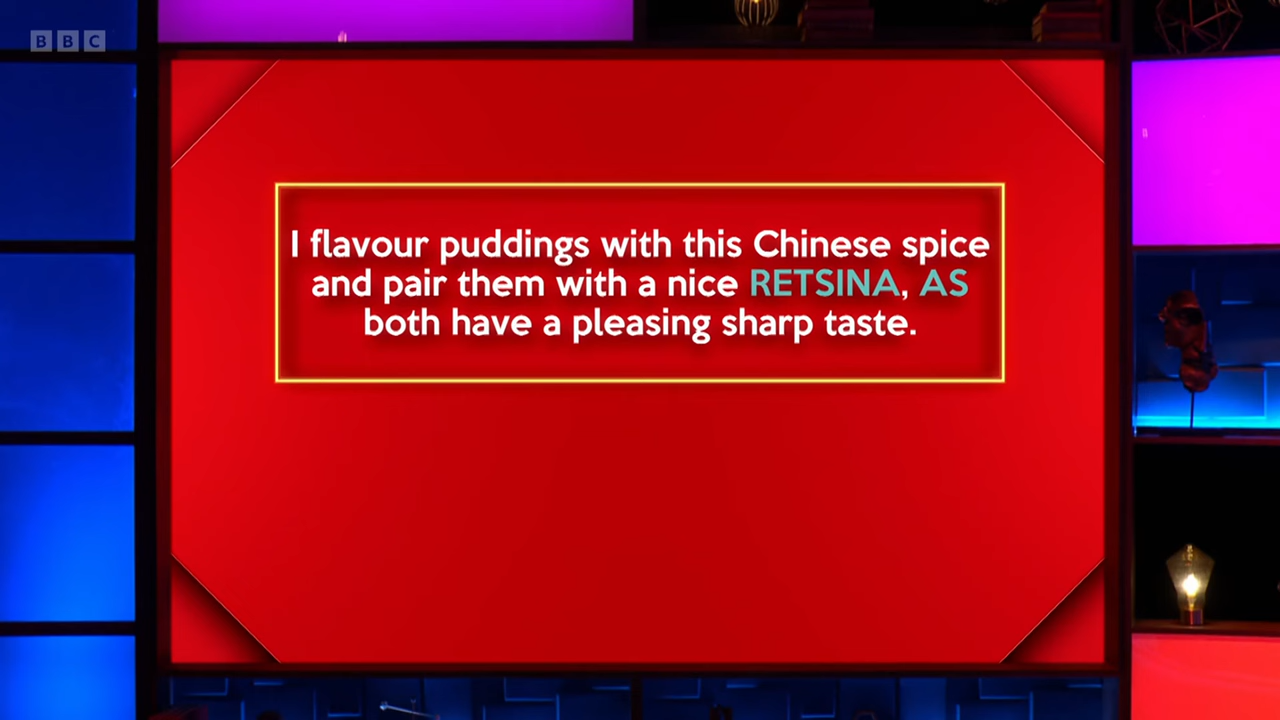 BBC
I flavour puddings with this Chinese spice
and pair them with a nice RETSINA, AS
both have a pleasing sharp taste.